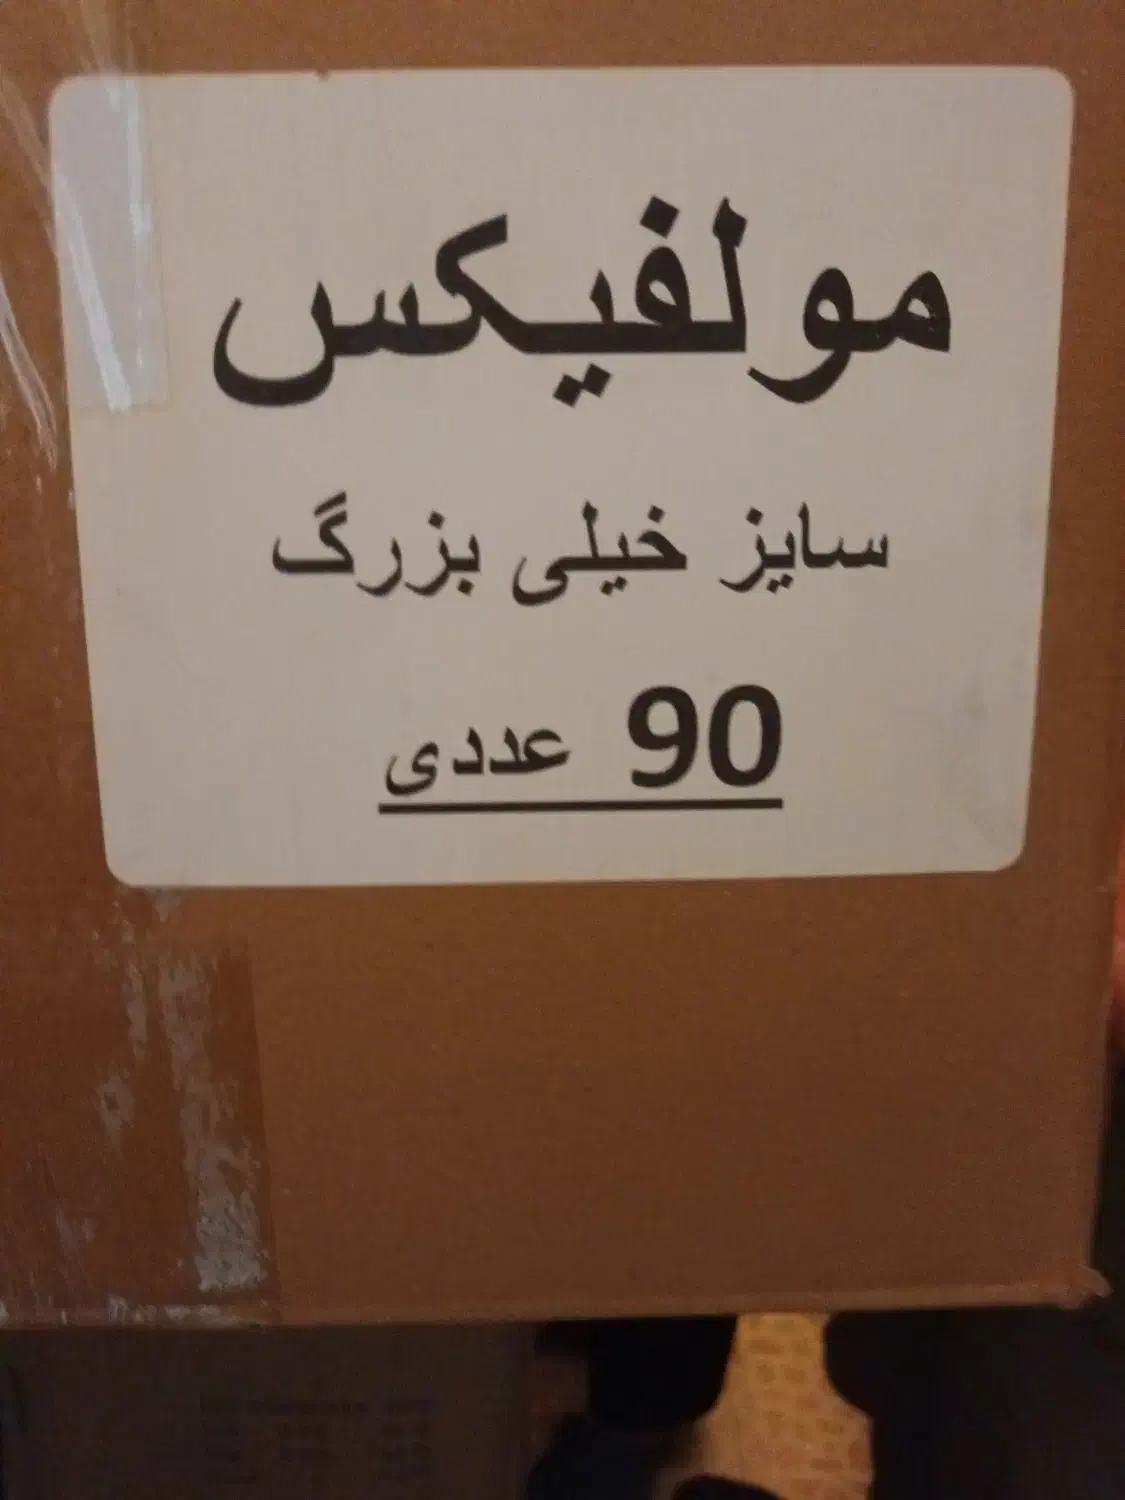 مولفیکس
سایز خیلی بزرگ
90 عددی